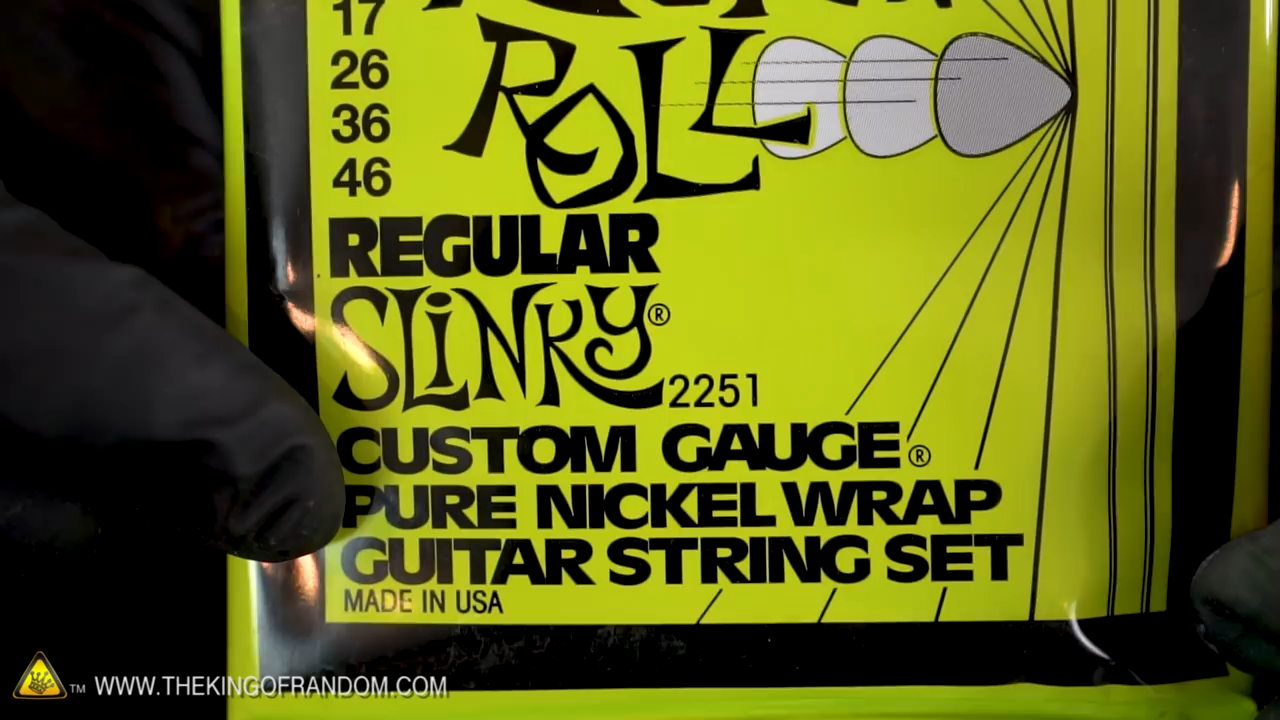 17
26
36
46
ROLL
REGULAR
SLiNKY®
2251
CUSTOM GAUGE®
PURE NICKEL WRAP
GUITAR STRING SET
MADE IN USA
TM WWW.THEKINGOFRANDOM.COM